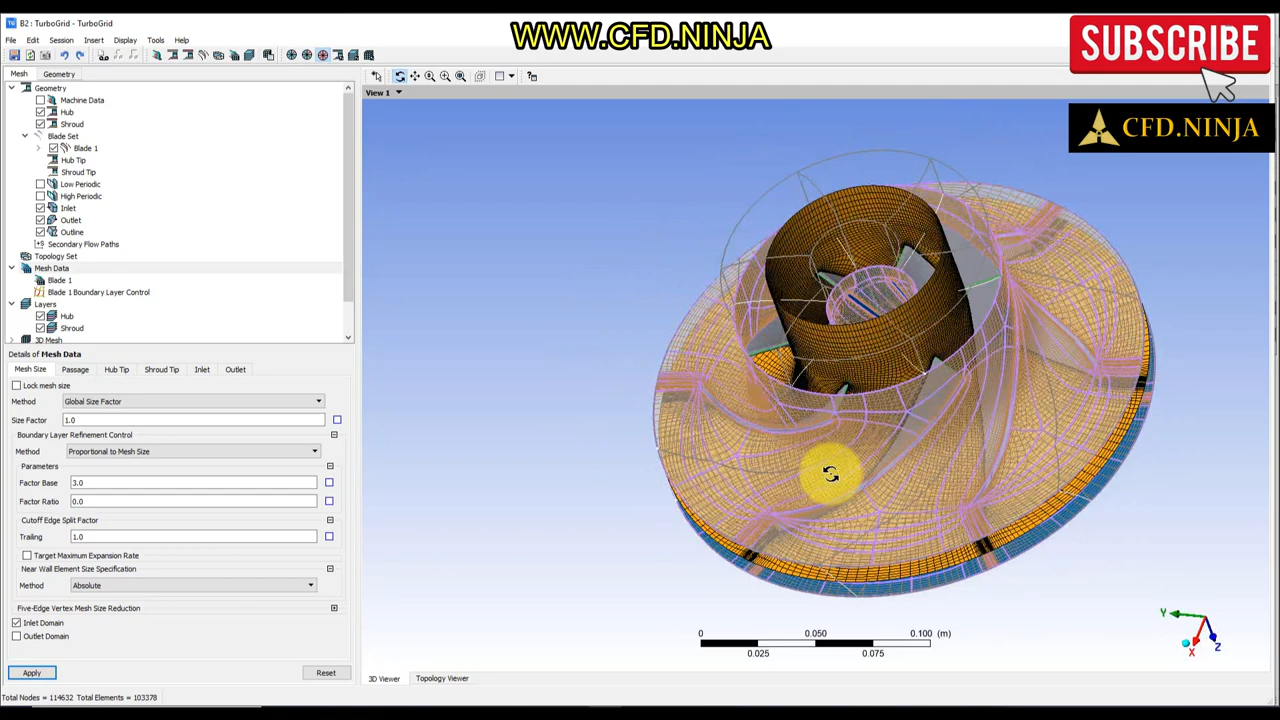 B2 : TurboGrid - TurboGrid
WWW.CFD.NINJA
SUBSCRIBE
File Edit Session Insert Display Tools Help
Mesh Geometry
View 1
CFD.NINJA
Geometry
Machine Data
Hub
Shroud
Blade Set
Blade 1
Hub Tip
Shroud Tip
Low Periodic
High Periodic
Inlet
Outlet
Outline
Secondary Flow Paths
Topology Set
Mesh Data
Blade 1
Blade 1 Boundary Layer Control
Layers
Hub
Shroud
3D Mesh
Details of Mesh Data
Mesh Size Passage Hub Tip Shroud Tip Inlet Outlet
Lock mesh size
Method Global Size Factor
Size Factor 1.0
Boundary Layer Refinement Control
Method Proportional to Mesh Size
Parameters
Factor Base 3.0
Factor Ratio 0.0
Cutoff Edge Split Factor
Trailing 1.0
Target Maximum Expansion Rate
Near Wall Element Size Specification
Method Absolute
Five-Edge Vertex Mesh Size Reduction
Inlet Domain
Outlet Domain
Apply Reset
0 0.050 0.100 (m)
0.025 0.075
Y X Z
3D Viewer Topology Viewer
Total Nodes = 114632 Total Elements = 103378